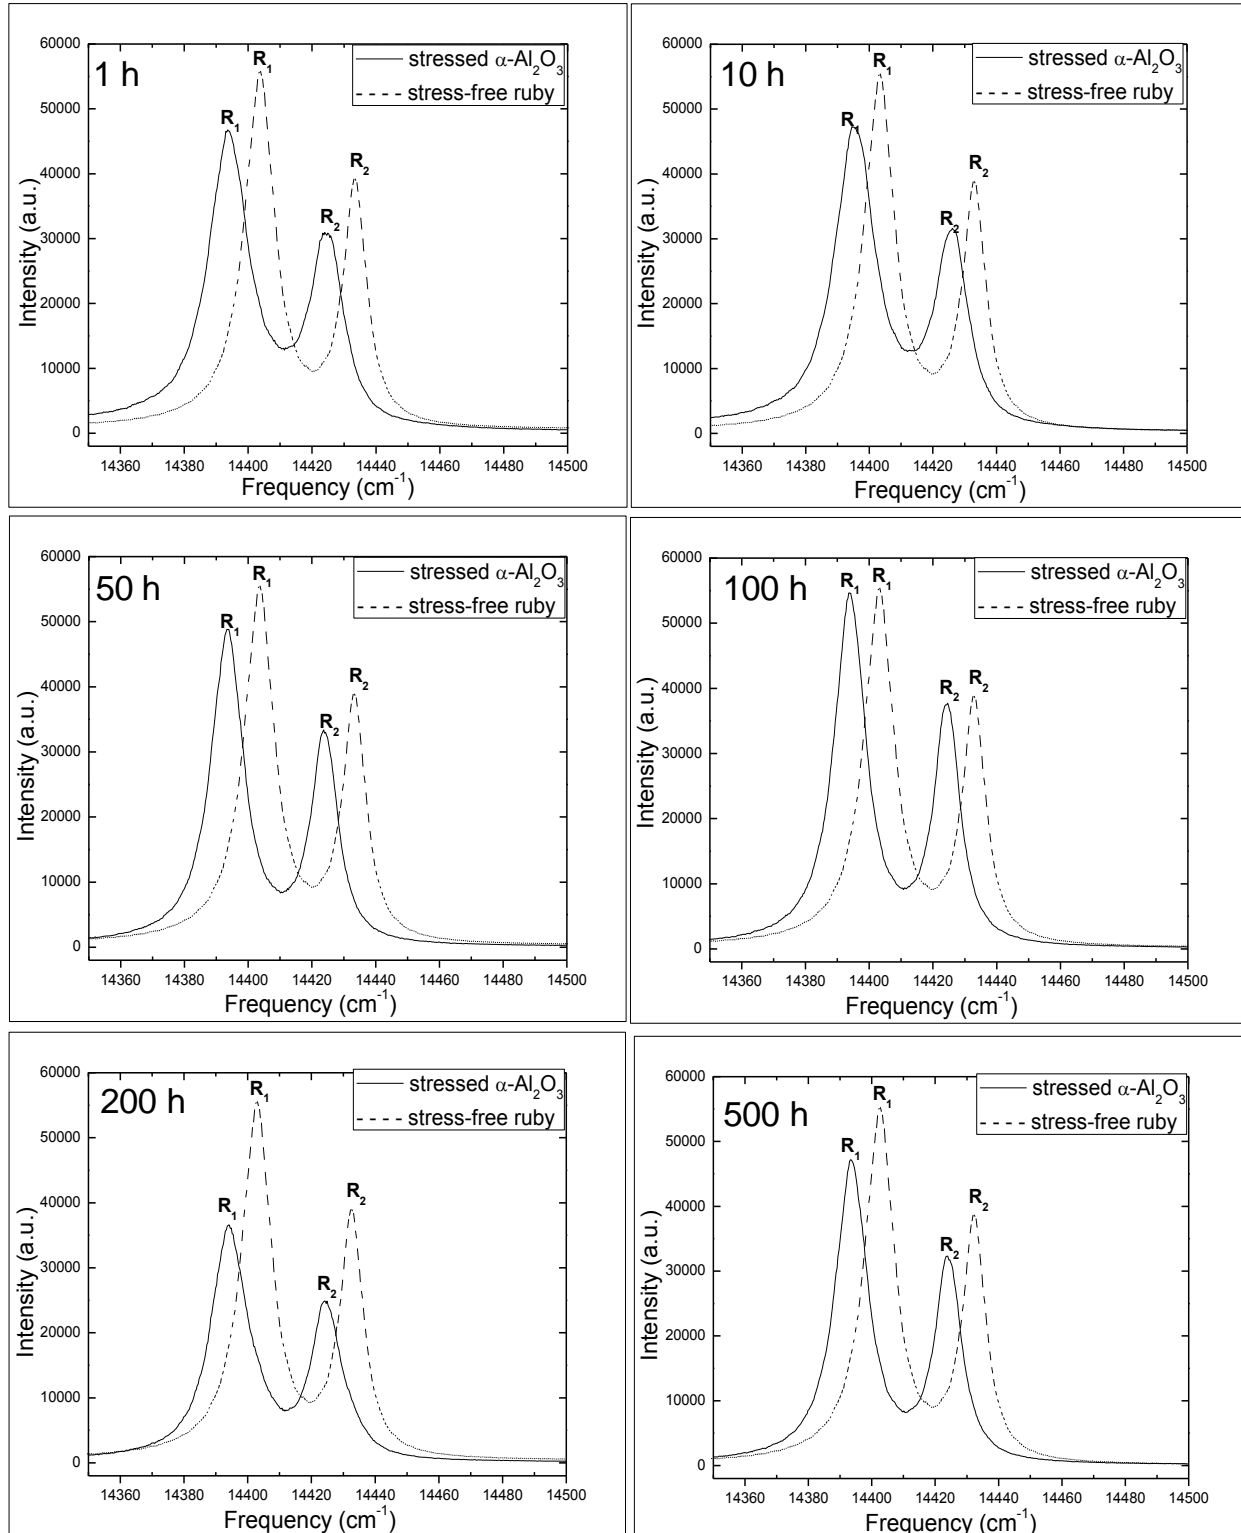 1 h
stressed α-Al₂O₃
stress-free ruby
R₁
R₁
R₂
R₂
60000
50000
40000
30000
20000
10000
0
Intensity (a.u.)
14360 14380 14400 14420 14440 14460 14480 14500
Frequency (cm⁻¹)
10 h
stressed α-Al₂O₃
stress-free ruby
R₁
R₁
R₂
R₂
60000
50000
40000
30000
20000
10000
0
Intensity (a.u.)
14360 14380 14400 14420 14440 14460 14480 14500
Frequency (cm⁻¹)
50 h
stressed α-Al₂O₃
stress-free ruby
R₁
R₁
R₂
R₂
60000
50000
40000
30000
20000
10000
0
Intensity (a.u.)
14360 14380 14400 14420 14440 14460 14480 14500
Frequency (cm⁻¹)
100 h
stressed α-Al₂O₃
stress-free ruby
R₁
R₁
R₂
R₂
60000
50000
40000
30000
20000
10000
0
Intensity (a.u.)
14360 14380 14400 14420 14440 14460 14480 14500
Frequency (cm⁻¹)
200 h
stressed α-Al₂O₃
stress-free ruby
R₁
R₁
R₂
R₂
60000
50000
40000
30000
20000
10000
0
Intensity (a.u.)
14360 14380 14400 14420 14440 14460 14480 14500
Frequency (cm⁻¹)
500 h
stressed α-Al₂O₃
stress-free ruby
R₁
R₁
R₂
R₂
60000
50000
40000
30000
20000
10000
0
Intensity (a.u.)
14360 14380 14400 14420 14440 14460 14480 14500
Frequency (cm⁻¹)